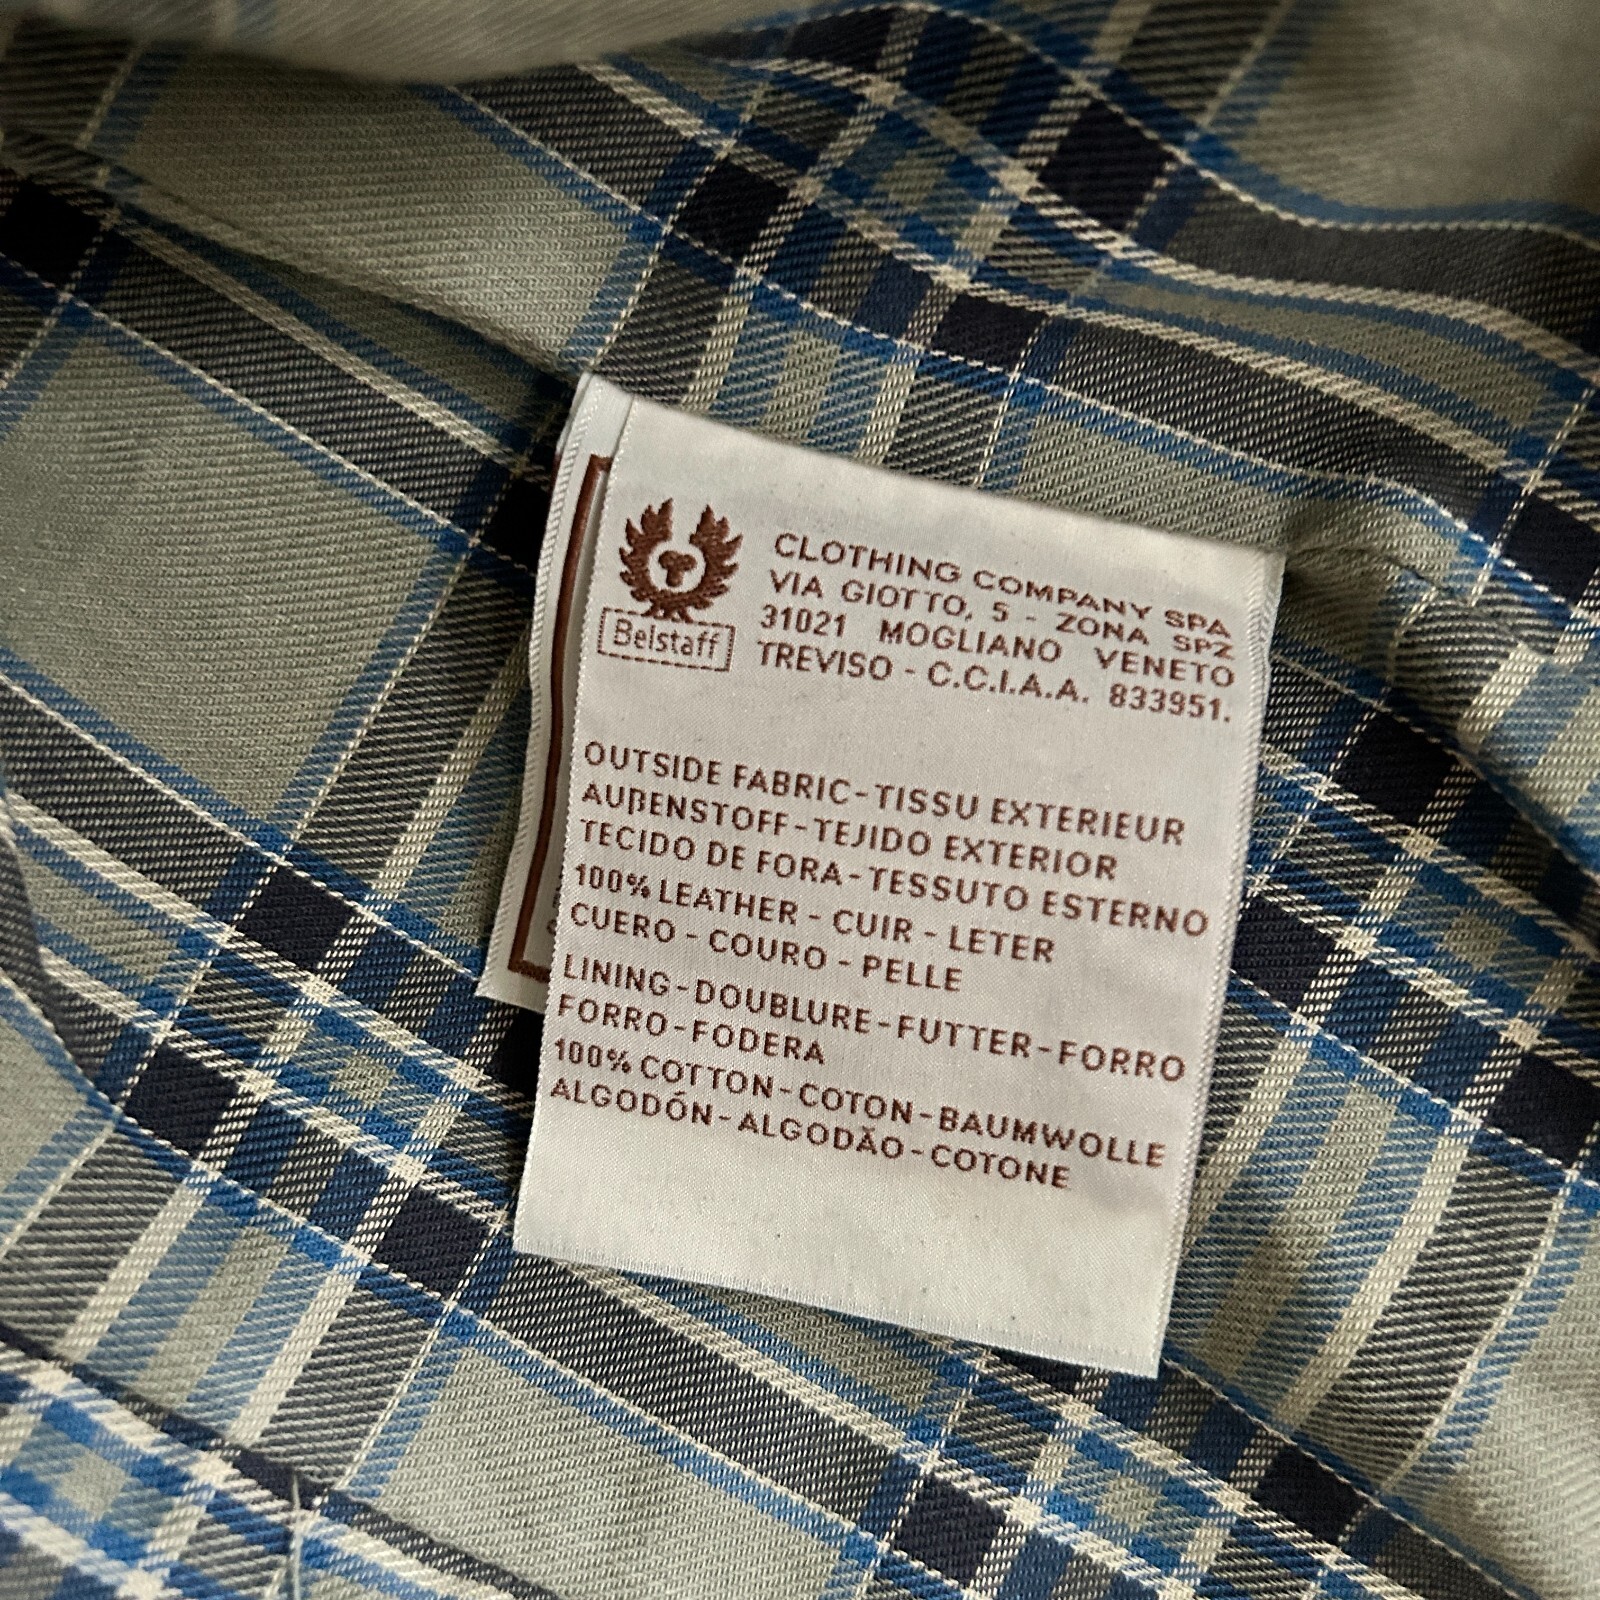 Belstaff
CLOTHING COMPANY SPA
VIA GIOTTO, 5 - ZONA SPZ
31021 MOGLIANO VENETO
TREVISO - C.C.I.A.A. 833951.
OUTSIDE FABRIC-TISSU EXTERIEUR
AUßENSTOFF-TEJIDO EXTERIOR
TECIDO DE FORA-TESSUTO ESTERNO
100% LEATHER - CUIR - LETER
CUERO - COURO - PELLE
LINING-DOUBLURE-FUTTER-FORRO
FORRO-FODERA
100% COTTON-COTON-BAUMWOLLE
ALGODÓN-ALGODÃO-COTONE